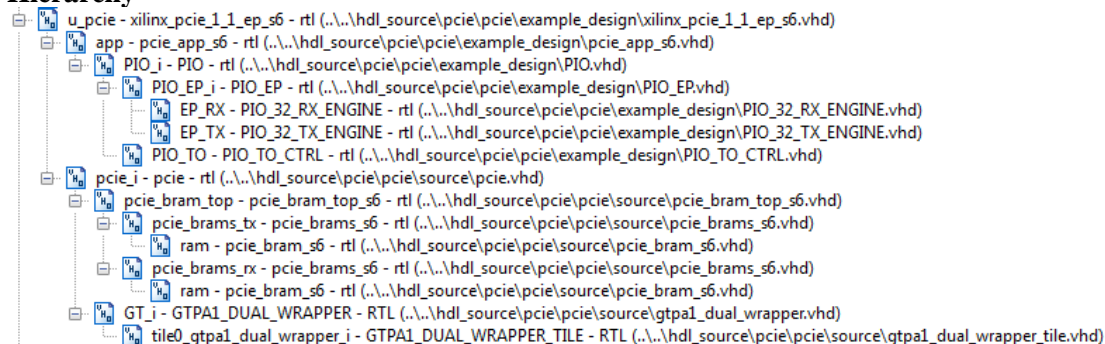 u_pcie - xilinx_pcie_1_1_ep_s6 - rtl (..\..\hdl_source\pcie\pcie\example_design\xilinx_pcie_1_1_ep_s6.vhd)
app - pcie_app_s6 - rtl (..\..\hdl_source\pcie\pcie\example_design\pcie_app_s6.vhd)
PIO_i - PIO - rtl (..\..\hdl_source\pcie\pcie\example_design\PIO.vhd)
PIO_EP_i - PIO_EP - rtl (..\..\hdl_source\pcie\pcie\example_design\PIO_EP.vhd)
EP_RX - PIO_32_RX_ENGINE - rtl (..\..\hdl_source\pcie\pcie\example_design\PIO_32_RX_ENGINE.vhd)
EP_TX - PIO_32_TX_ENGINE - rtl (..\..\hdl_source\pcie\pcie\example_design\PIO_32_TX_ENGINE.vhd)
PIO_TO - PIO_TO_CTRL - rtl (..\..\hdl_source\pcie\pcie\example_design\PIO_TO_CTRL.vhd)
pcie_i - pcie - rtl (..\..\hdl_source\pcie\pcie\source\pcie.vhd)
pcie_bram_top - pcie_bram_top_s6 - rtl (..\..\hdl_source\pcie\pcie\source\pcie_bram_top_s6.vhd)
pcie_brams_tx - pcie_brams_s6 - rtl (..\..\hdl_source\pcie\pcie\source\pcie_brams_s6.vhd)
ram - pcie_bram_s6 - rtl (..\..\hdl_source\pcie\pcie\source\pcie_bram_s6.vhd)
pcie_brams_rx - pcie_brams_s6 - rtl (..\..\hdl_source\pcie\pcie\source\pcie_brams_s6.vhd)
ram - pcie_bram_s6 - rtl (..\..\hdl_source\pcie\pcie\source\pcie_bram_s6.vhd)
GT_i - GTPA1_DUAL_WRAPPER - RTL (..\..\hdl_source\pcie\pcie\source\gtpa1_dual_wrapper.vhd)
tile0_gtpa1_dual_wrapper_i - GTPA1_DUAL_WRAPPER_TILE - RTL (..\..\hdl_source\pcie\pcie\source\gtpa1_dual_wrapper_tile.vhd)